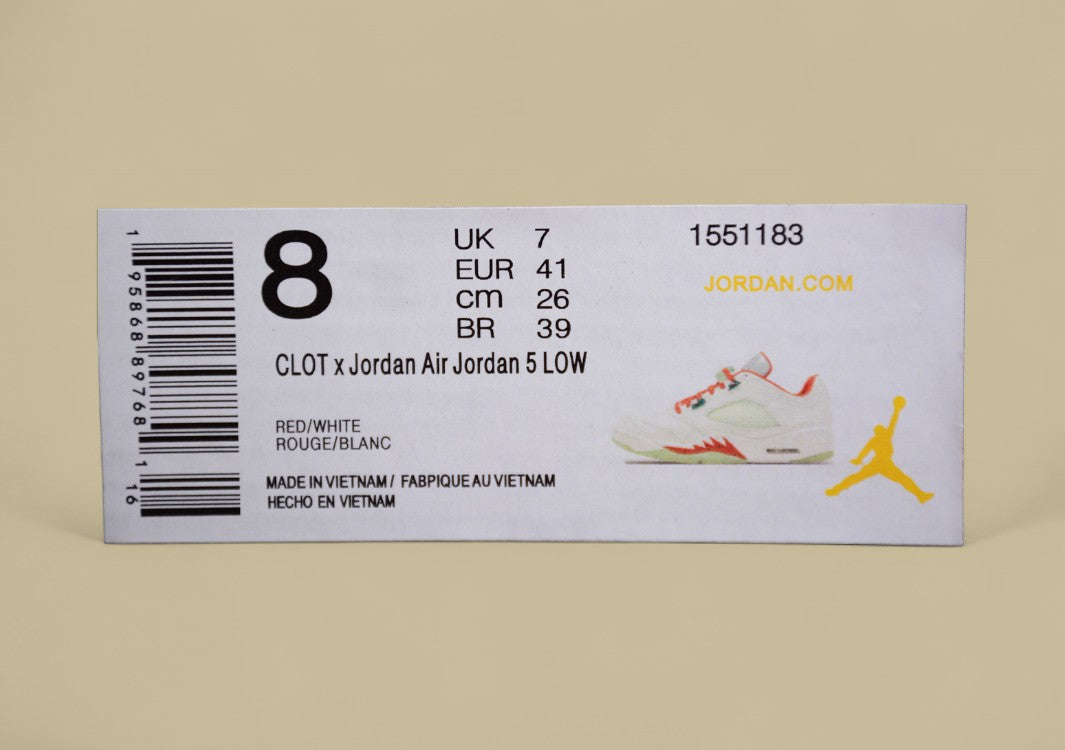 8
UK 7
EUR 41
cm 26
BR 39
CLOT x Jordan Air Jordan 5 LOW
RED/WHITE
ROUGE/BLANC
MADE IN VIETNAM / FABPIQUE AU VIETNAM
HECHO EN VIETNAM
1551183
JORDAN.COM
1 95868 89768 1 16